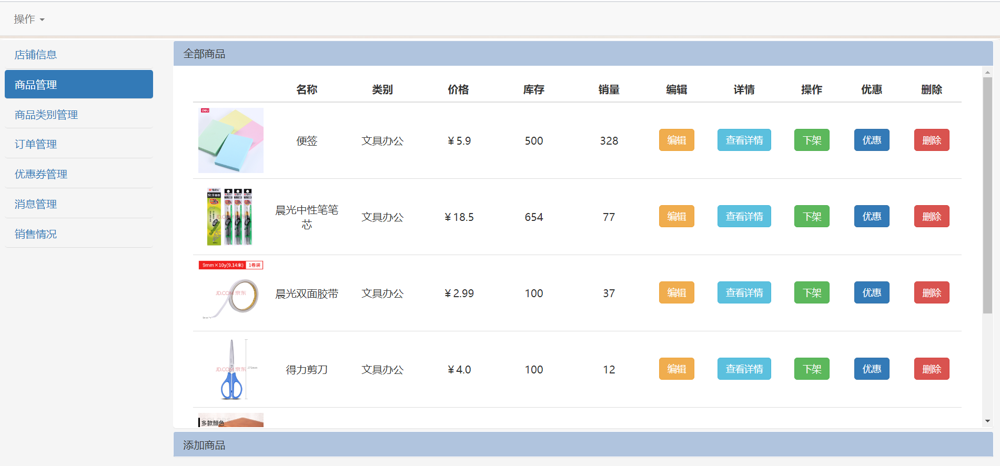 操作
店铺信息
商品管理
商品类别管理
订单管理
优惠券管理
消息管理
销售情况
全部商品
名称 类别 价格 库存 销量 编辑 详情 操作 优惠 删除
deli
便签 文具办公 ¥ 5.9 500 328 编辑 查看详情 下架 优惠 删除
晨光中性笔笔
芯
文具办公 ¥ 18.5 654 77 编辑 查看详情 下架 优惠 删除
JD.COM 京东
9mm×10y(9.14米) 1卷装
JD.COM 京东
晨光双面胶带 文具办公 ¥ 2.99 100 37 编辑 查看详情 下架 优惠 删除
JD.COM 京东
175mm
得力剪刀 文具办公 ¥ 4.0 100 12 编辑 查看详情 下架 优惠 删除
多款颜色
添加商品